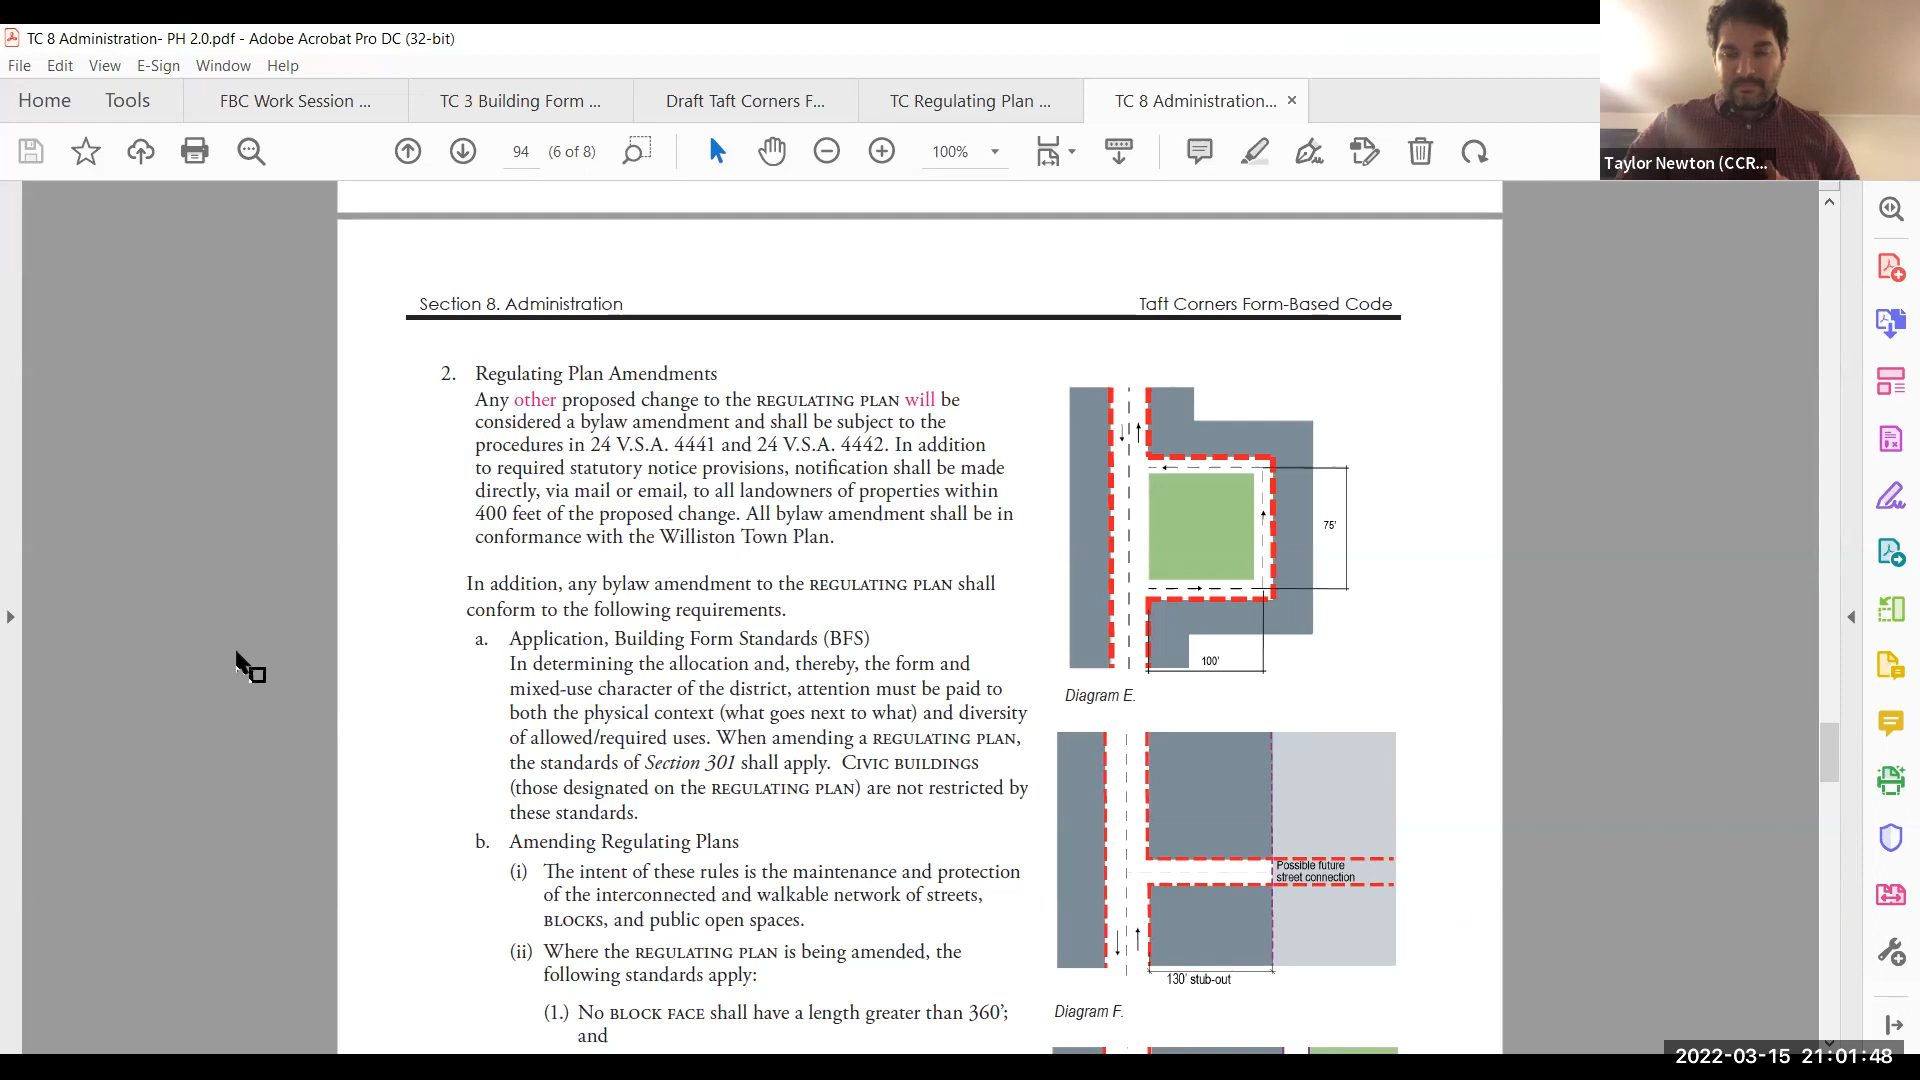 TC 8 Administration- PH 2.0.pdf - Adobe Acrobat Pro DC (32-bit)
File Edit View E-Sign Window Help
Home Tools FBC Work Session ... TC 3 Building Form ... Draft Taft Corners F... TC Regulating Plan ... TC 8 Administration... ×
94 (6 of 8) 100%
Taylor Newton (CCR...
Section 8. Administration Taft Corners Form-Based Code
2. Regulating Plan Amendments
Any other proposed change to the REGULATING PLAN will be
considered a bylaw amendment and shall be subject to the
procedures in 24 V.S.A. 4441 and 24 V.S.A. 4442. In addition
to required statutory notice provisions, notification shall be made
directly, via mail or email, to all landowners of properties within
400 feet of the proposed change. All bylaw amendment shall be in
conformance with the Williston Town Plan.
In addition, any bylaw amendment to the REGULATING PLAN shall
conform to the following requirements.
a. Application, Building Form Standards (BFS)
In determining the allocation and, thereby, the form and
mixed-use character of the district, attention must be paid to
both the physical context (what goes next to what) and diversity
of allowed/required uses. When amending a REGULATING PLAN,
the standards of Section 301 shall apply. CIVIC BUILDINGS
(those designated on the REGULATING PLAN) are not restricted by
these standards.
b. Amending Regulating Plans
(i) The intent of these rules is the maintenance and protection
of the interconnected and walkable network of streets,
BLOCKS, and public open spaces.
(ii) Where the REGULATING PLAN is being amended, the
following standards apply:
(1.) No BLOCK FACE shall have a length greater than 360';
and
75'
100'
Diagram E.
Possible future
street connection
130' stub-out
Diagram F.
2022-03-15 21:01:48